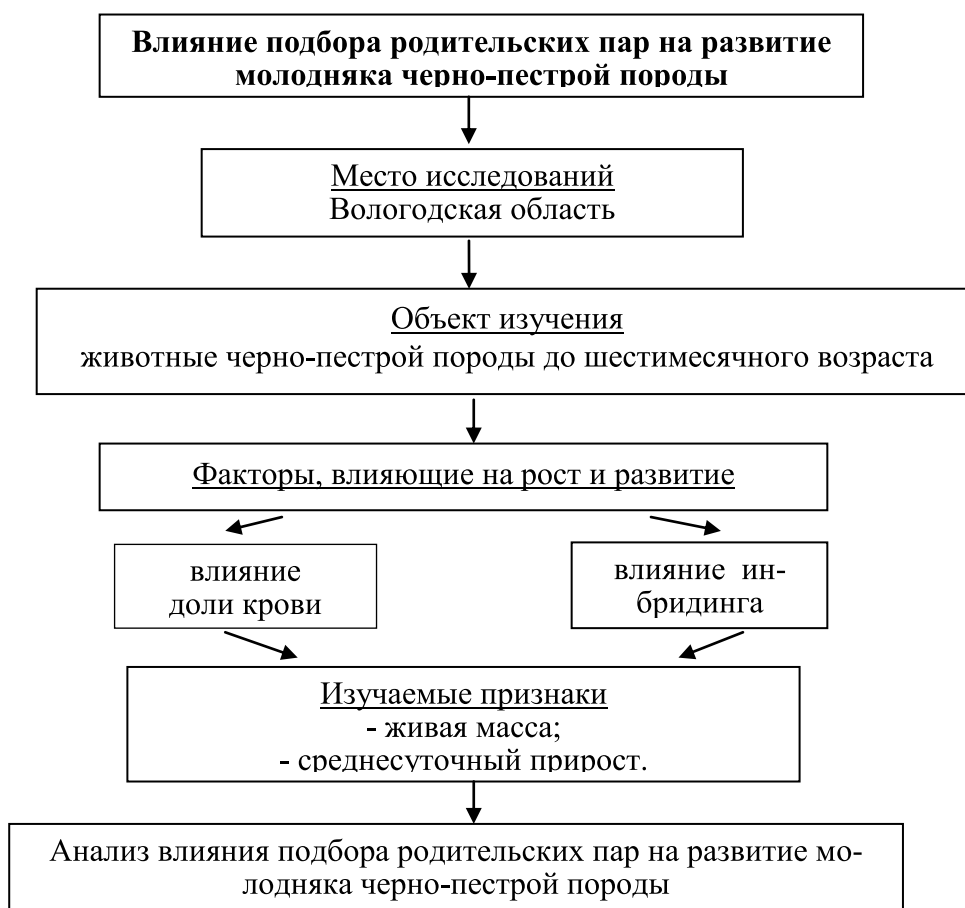 Влияние подбора родительских пар на развитие
молодняка черно-пестрой породы
Место исследований
Вологодская область
Объект изучения
животные черно-пестрой породы до шестимесячного возраста
Факторы, влияющие на рост и развитие
влияние
доли крови
влияние ин-
бридинга
Изучаемые признаки
- живая масса;
- среднесуточный прирост.
Анализ влияния подбора родительских пар на развитие мо-
лодняка черно-пестрой породы